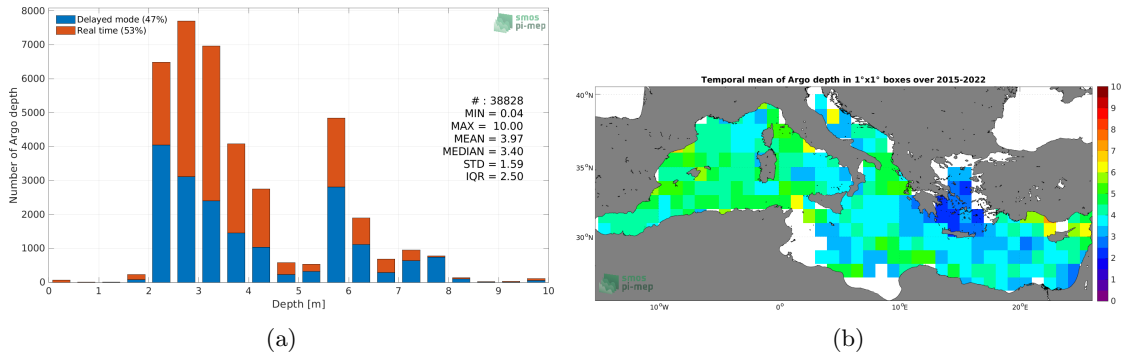 8000
7000
6000
5000
4000
3000
2000
1000
0
Number of Argo depth
Delayed mode (47%)
Real time (53%)
smos
pi-mep
# : 38828
MIN = 0.04
MAX = 10.00
MEAN = 3.97
MEDIAN = 3.40
STD = 1.59
IQR = 2.50
0 1 2 3 4 5 6 7 8 9 10
Depth [m]
(a)
Temporal mean of Argo depth in 1°x1° boxes over 2015-2022
40°N
35°N
30°N
10°W 0° 10°E 20°E
smos
pi-mep
10
9
8
7
6
5
4
3
2
1
0
(b)